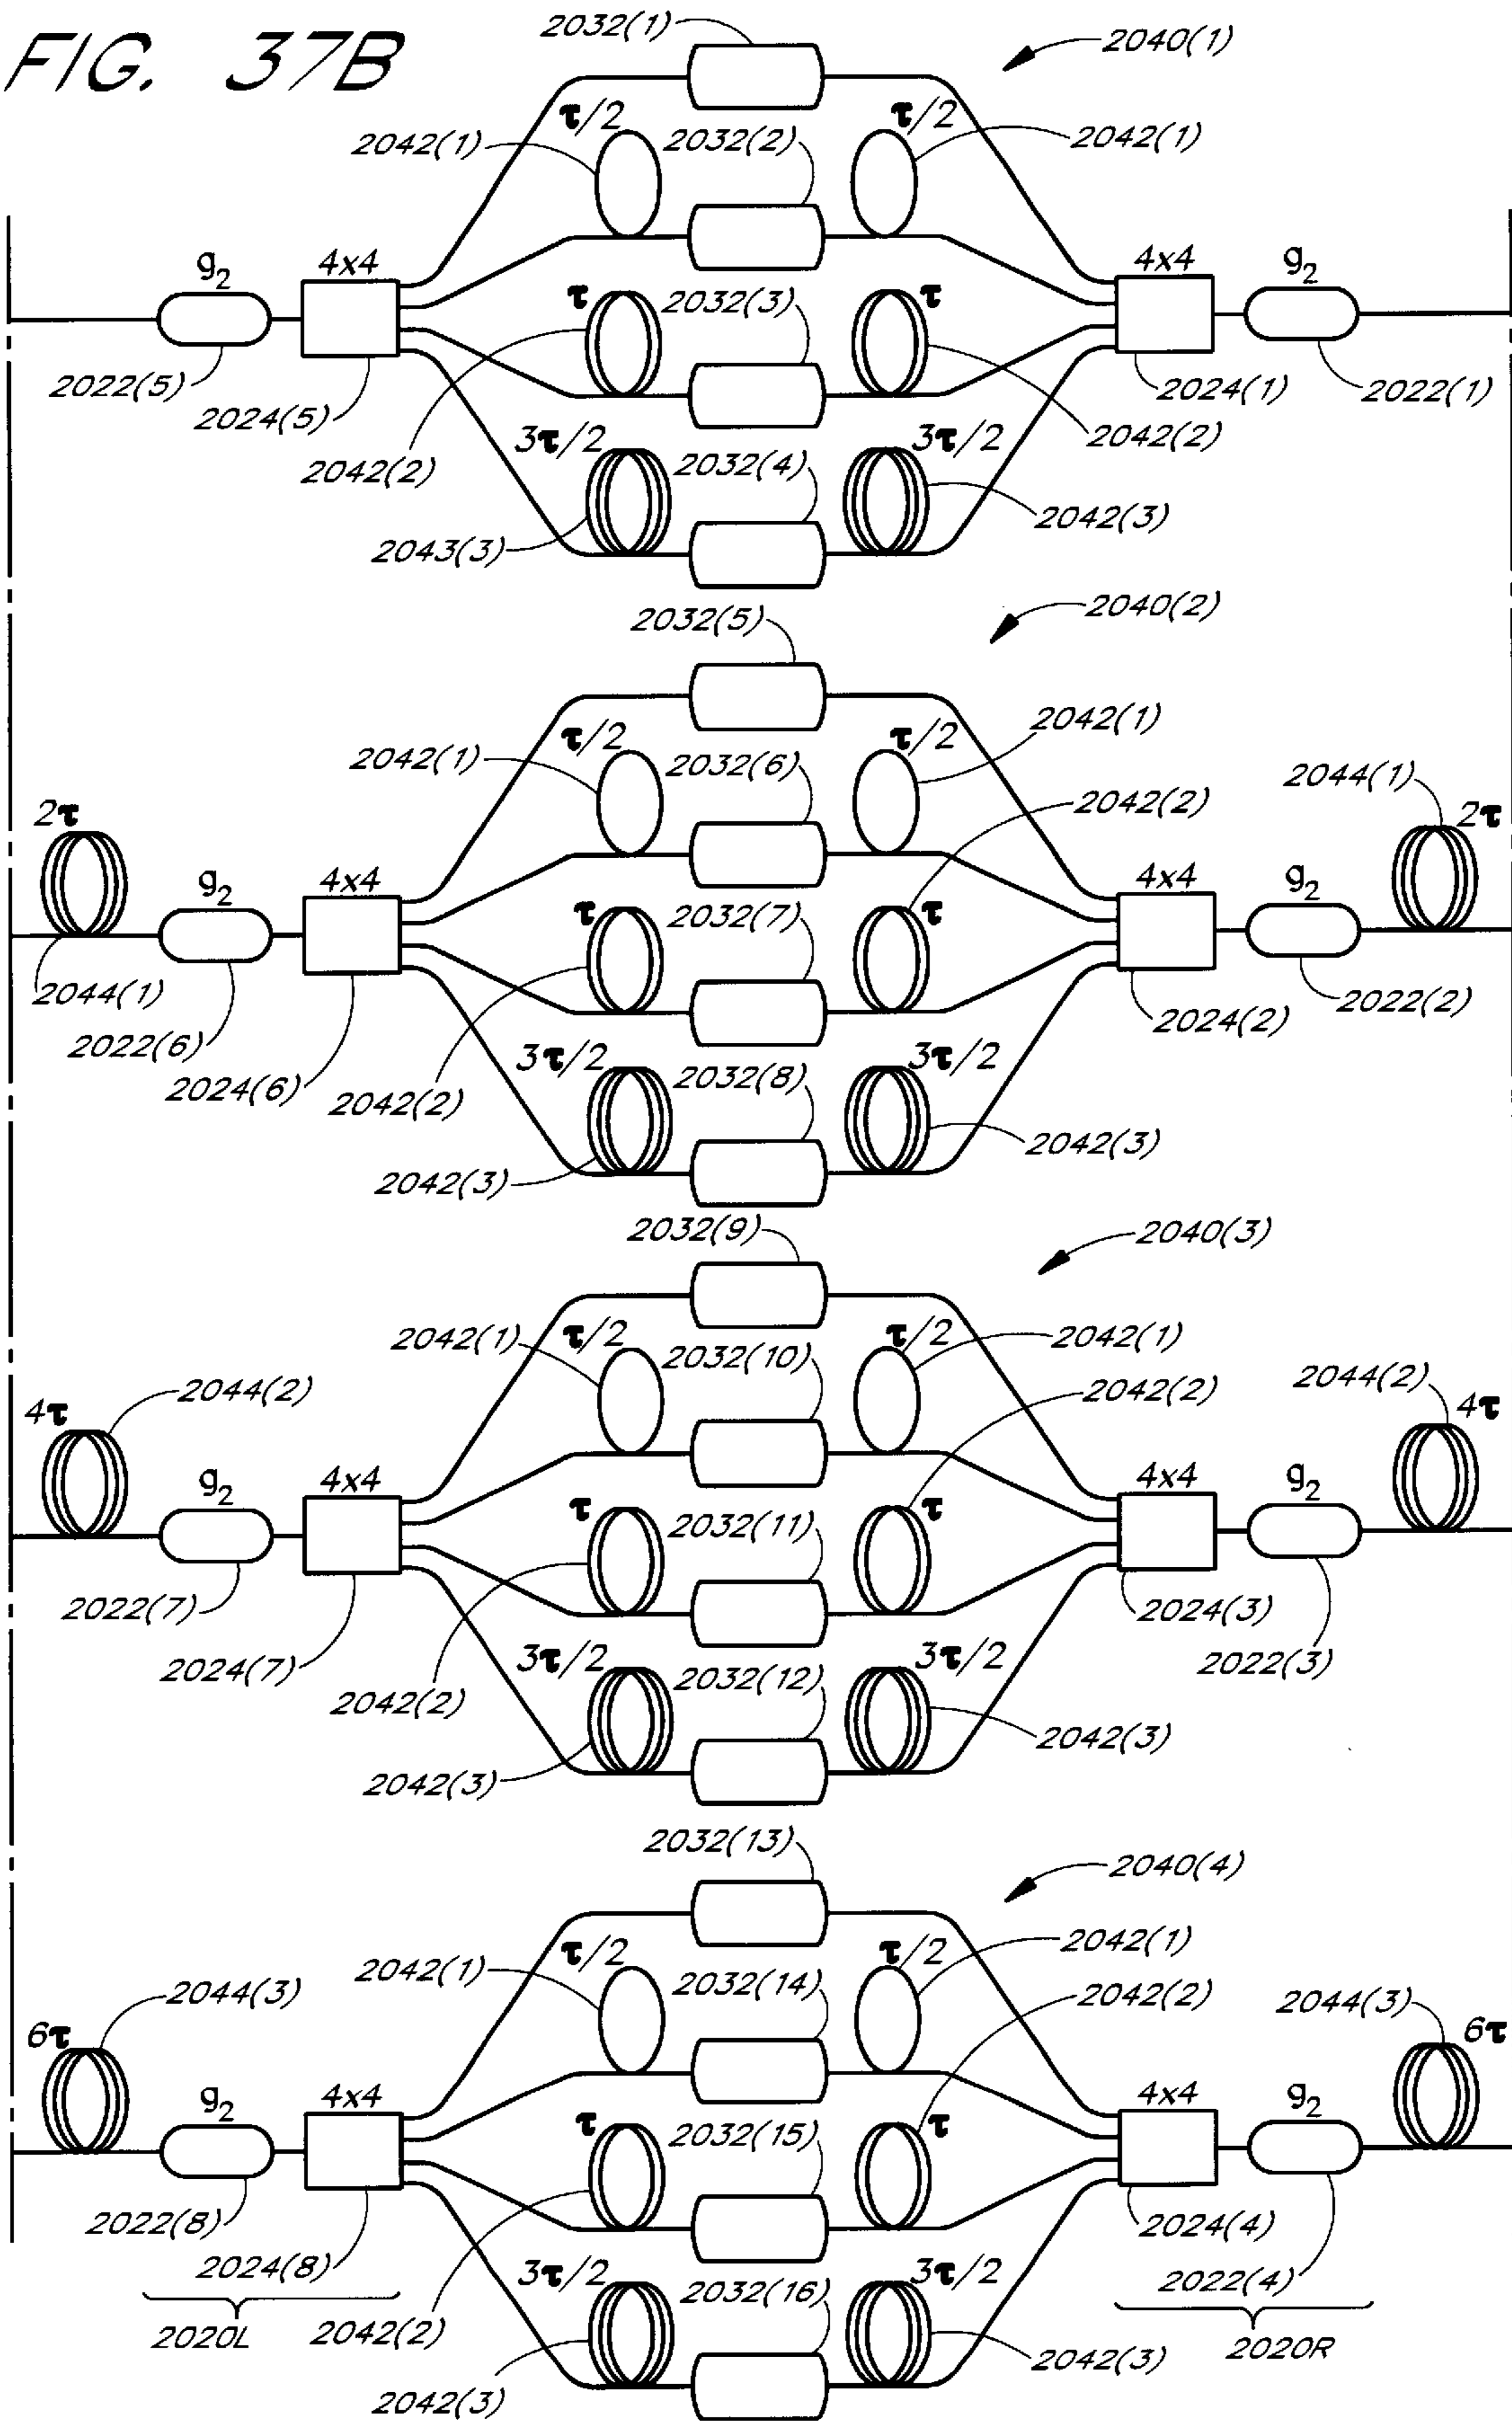 FIG. 37B
2032(1)
2040(1)
τ/2
τ/2
2042(1)
2032(2)
2042(1)
g₂
4x4
4x4
g₂
τ
2032(3)
τ
2022(5)
2024(5)
2024(1)
2022(1)
3τ/2
3τ/2
2042(2)
2032(4)
2042(2)
2043(3)
2042(3)
2032(5)
2040(2)
τ/2
τ/2
2042(1)
2042(1)
2032(6)
2044(1)
2042(2)
2τ
2τ
g₂
4x4
4x4
g₂
τ
2032(7)
τ
2044(1)
2022(6)
2024(2)
2022(2)
2024(6)
3τ/2
3τ/2
2042(2)
2032(8)
2042(3)
2042(3)
2032(9)
2040(3)
2042(1)
τ/2
τ/2
2042(1)
2032(10)
2044(2)
2042(2)
2044(2)
4τ
4τ
g₂
4x4
4x4
g₂
τ
2032(11)
τ
2022(7)
2024(3)
2024(7)
3τ/2
3τ/2
2022(3)
2042(2)
2032(12)
2042(3)
2042(3)
2032(13)
2040(4)
τ/2
τ/2
2042(1)
2042(1)
2044(3)
2032(14)
2042(2)
2044(3)
6τ
6τ
g₂
4x4
4x4
g₂
τ
2032(15)
τ
2022(8)
2024(4)
2024(8)
3τ/2
3τ/2
2022(4)
2032(16)
2020L
2042(2)
2042(3)
2020R
2042(3)